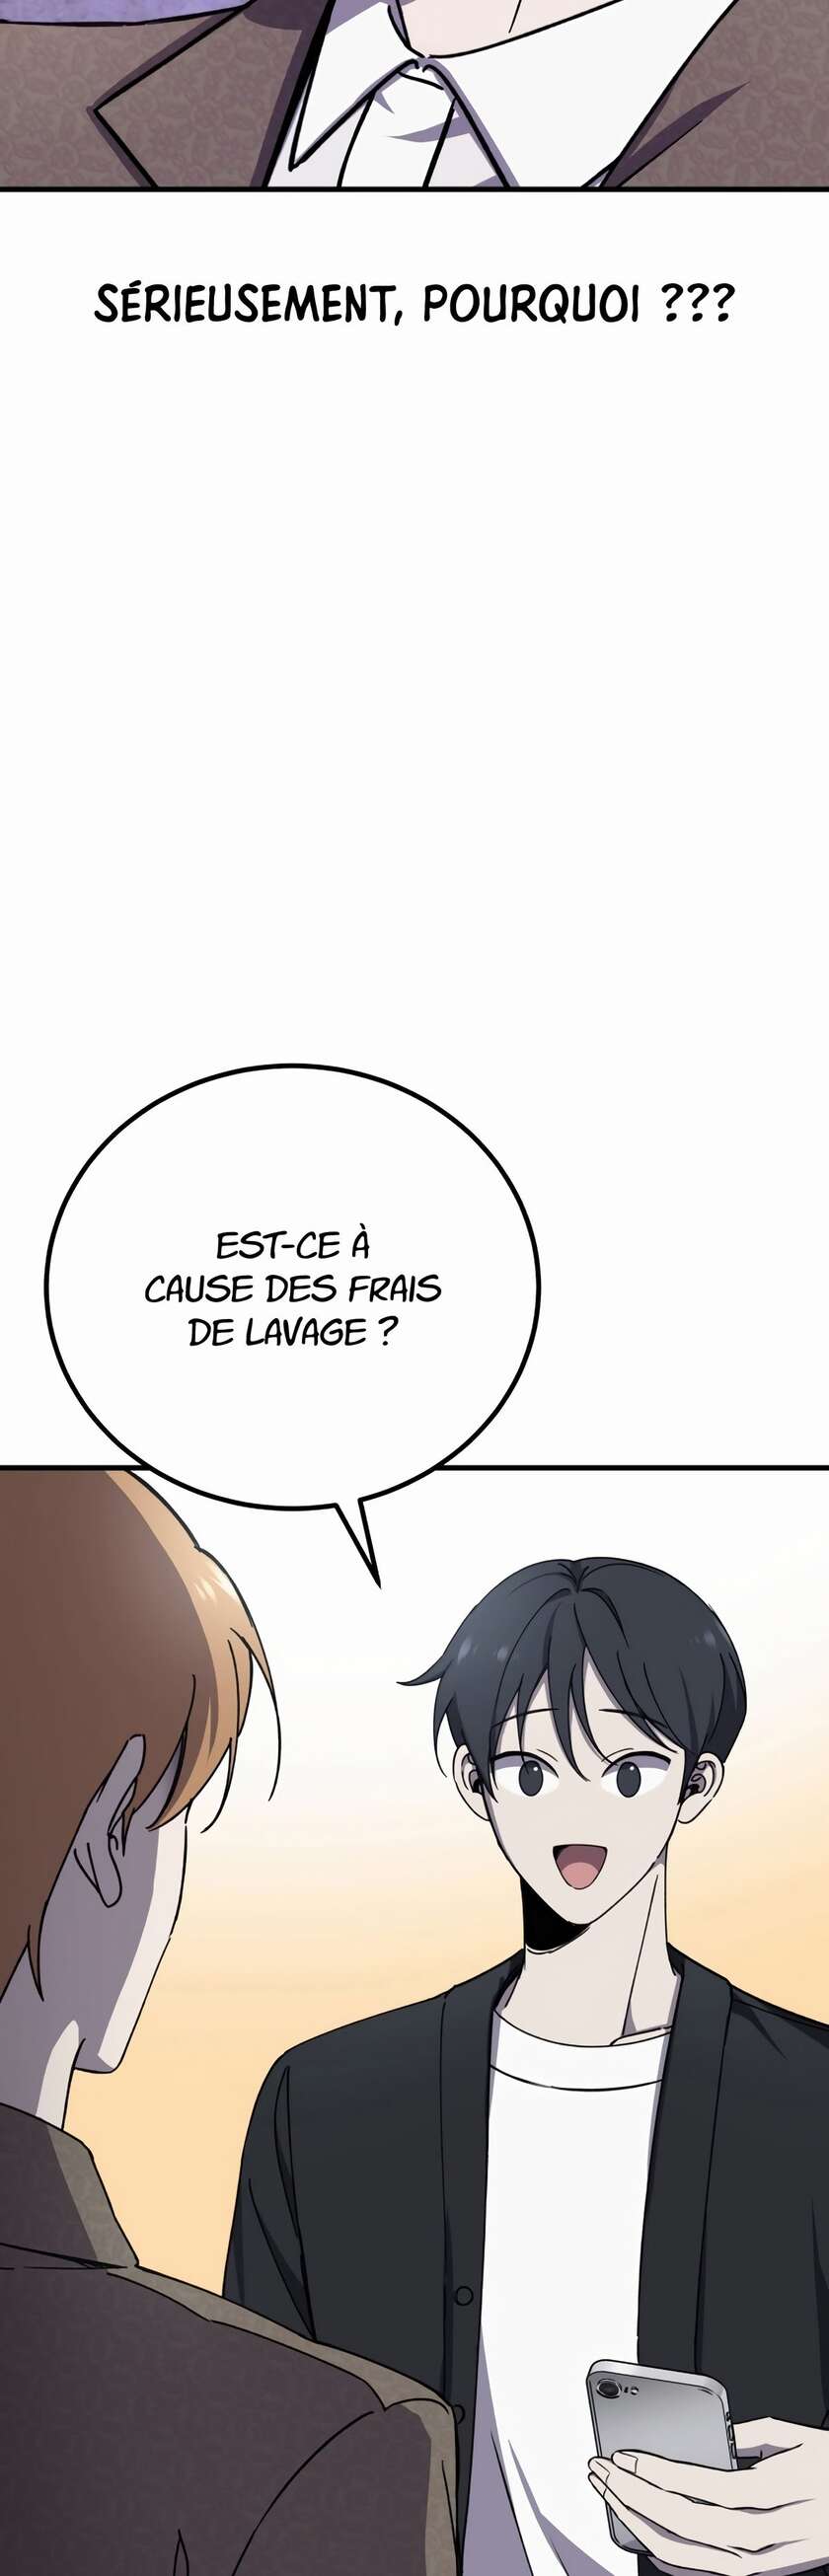 SÉRIEUSEMENT, POURQUOI ???
EST-CE À
CAUSE DES FRAIS
DE LAVAGE ?